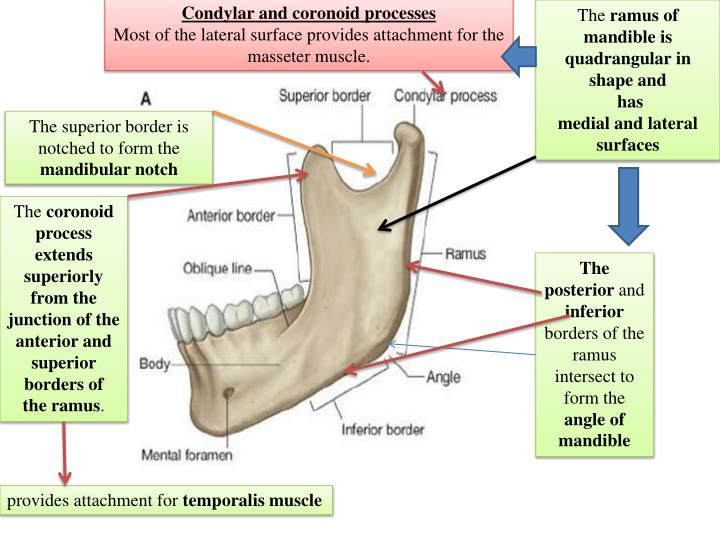 Condylar and coronoid processes
Most of the lateral surface provides attachment for the
masseter muscle.
The ramus of
mandible is
quadrangular in
shape and
has
medial and lateral
surfaces
A
Superior border
Condylar process
The superior border is
notched to form the
mandibular notch
The coronoid
process
extends
superiorly
from the
junction of the
anterior and
superior
borders of
the ramus.
Anterior border
Oblique line
Ramus
Body
Angle
Inferior border
Mental foramen
The
posterior and
inferior
borders of the
ramus
intersect to
form the
angle of
mandible
provides attachment for temporalis muscle